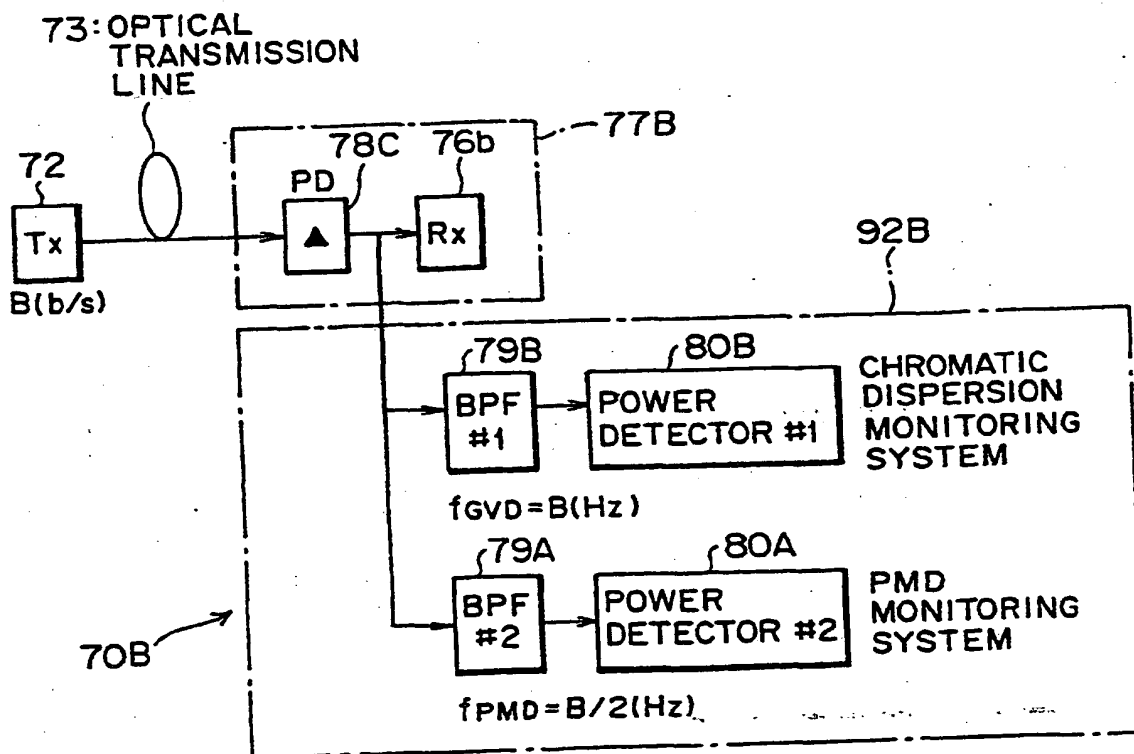 73: OPTICAL
TRANSMISSION
LINE
72
Tx
B(b/s)
77B
78C
76b
PD
Rx
92B
79B
BPF
#1
80B
POWER
DETECTOR #1
CHROMATIC
DISPERSION
MONITORING
SYSTEM
fGVD=B(Hz)
79A
BPF
#2
80A
POWER
DETECTOR #2
PMD
MONITORING
SYSTEM
70B
fPMD=B/2(Hz)